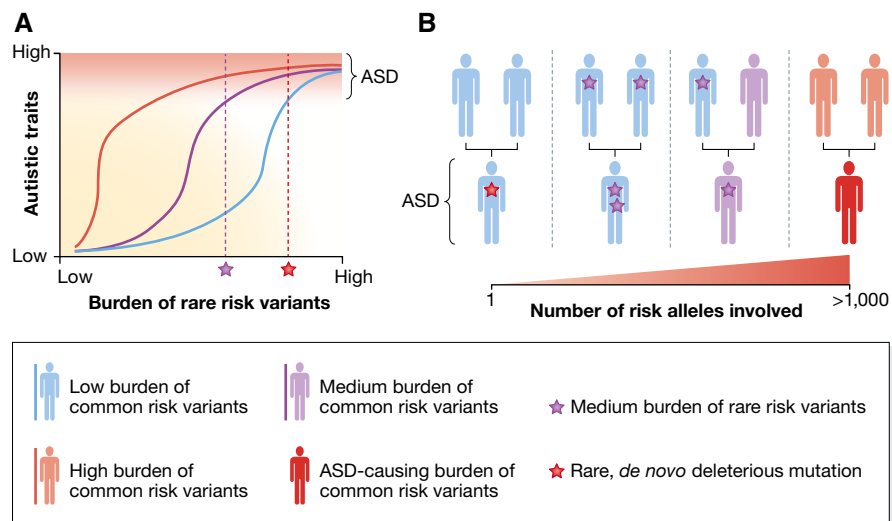 A
High
ASD
Autistic traits
Low
Low
High
Burden of rare risk variants
B
ASD
1
>1,000
Number of risk alleles involved
Low burden of
common risk variants
Medium burden of
common risk variants
Medium burden of rare risk variants
High burden of
common risk variants
ASD-causing burden of
common risk variants
Rare, de novo deleterious mutation